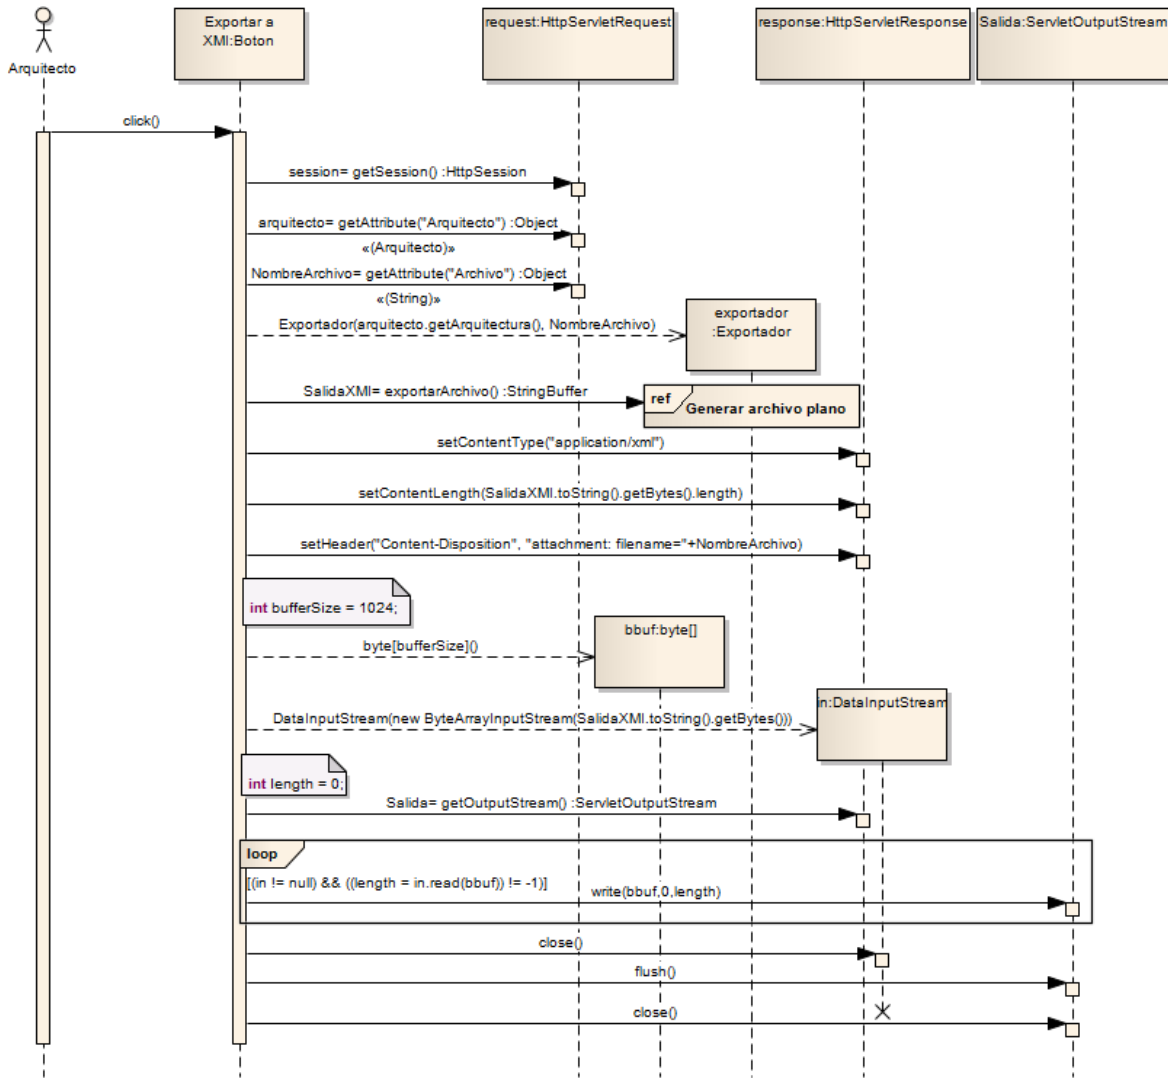 Arquitecto
Exportar a
XMI:Boton
request:HttpServletRequest
response:HttpServletResponse
Salida:ServletOutputStream
click()
session= getSession() :HttpSession
arquitecto= getAttribute("Arquitecto") :Object
«(Arquitecto)»
NombreArchivo= getAttribute("Archivo") :Object
«(String)»
Exportador(arquitecto.getArquitectura(), NombreArchivo)
exportador
:Exportador
SalidaXMI= exportarArchivo() :StringBuffer
ref
Generar archivo plano
setContentType("application/xml")
setContentLength(SalidaXMI.toString().getBytes().length)
setHeader("Content-Disposition", "attachment: filename="+NombreArchivo)
int bufferSize = 1024;
byte[bufferSize]()
bbuf:byte[]
DataInputStream(new ByteArrayInputStream(SalidaXMI.toString().getBytes()))
in:DataInputStream
int length = 0;
Salida= getOutputStream() :ServletOutputStream
loop
[(in != null) && ((length = in.read(bbuf)) != -1)]
write(bbuf,0,length)
close()
flush()
close()